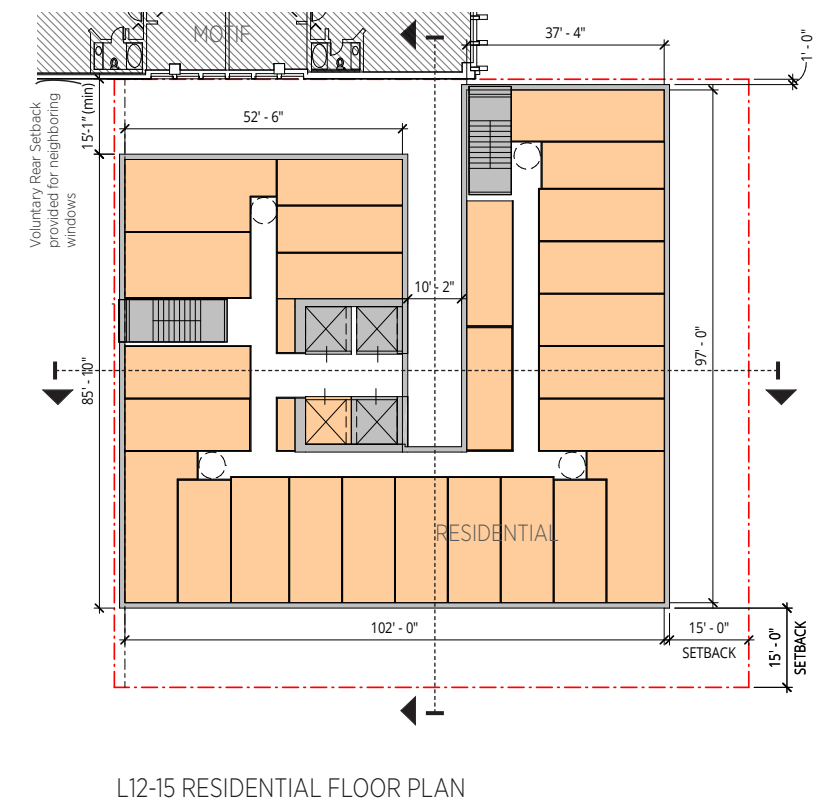 MOTIF
37' - 4"
1' - 0"
Voluntary Rear Setback
provided for neighboring
windows
15'-1" (min)
52' - 6"
10' - 2"
85' - 10"
97' - 0"
RESIDENTIAL
102' - 0"
15' - 0"
SETBACK
15' - 0"
SETBACK
L12-15 RESIDENTIAL FLOOR PLAN